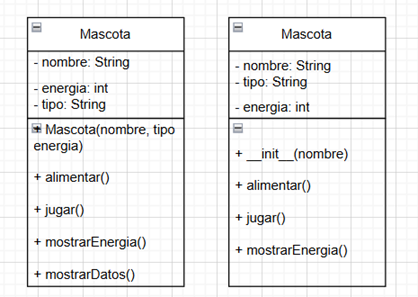 Mascota
- nombre: String
- energia: int
- tipo: String
+ Mascota(nombre, tipo
energia)
+ alimentar()
+ jugar()
+ mostrarEnergia()
+ mostrarDatos()
Mascota
- nombre: String
- tipo: String
- energia: int
+ __init__(nombre)
+ alimentar()
+ jugar()
+ mostrarEnergia()